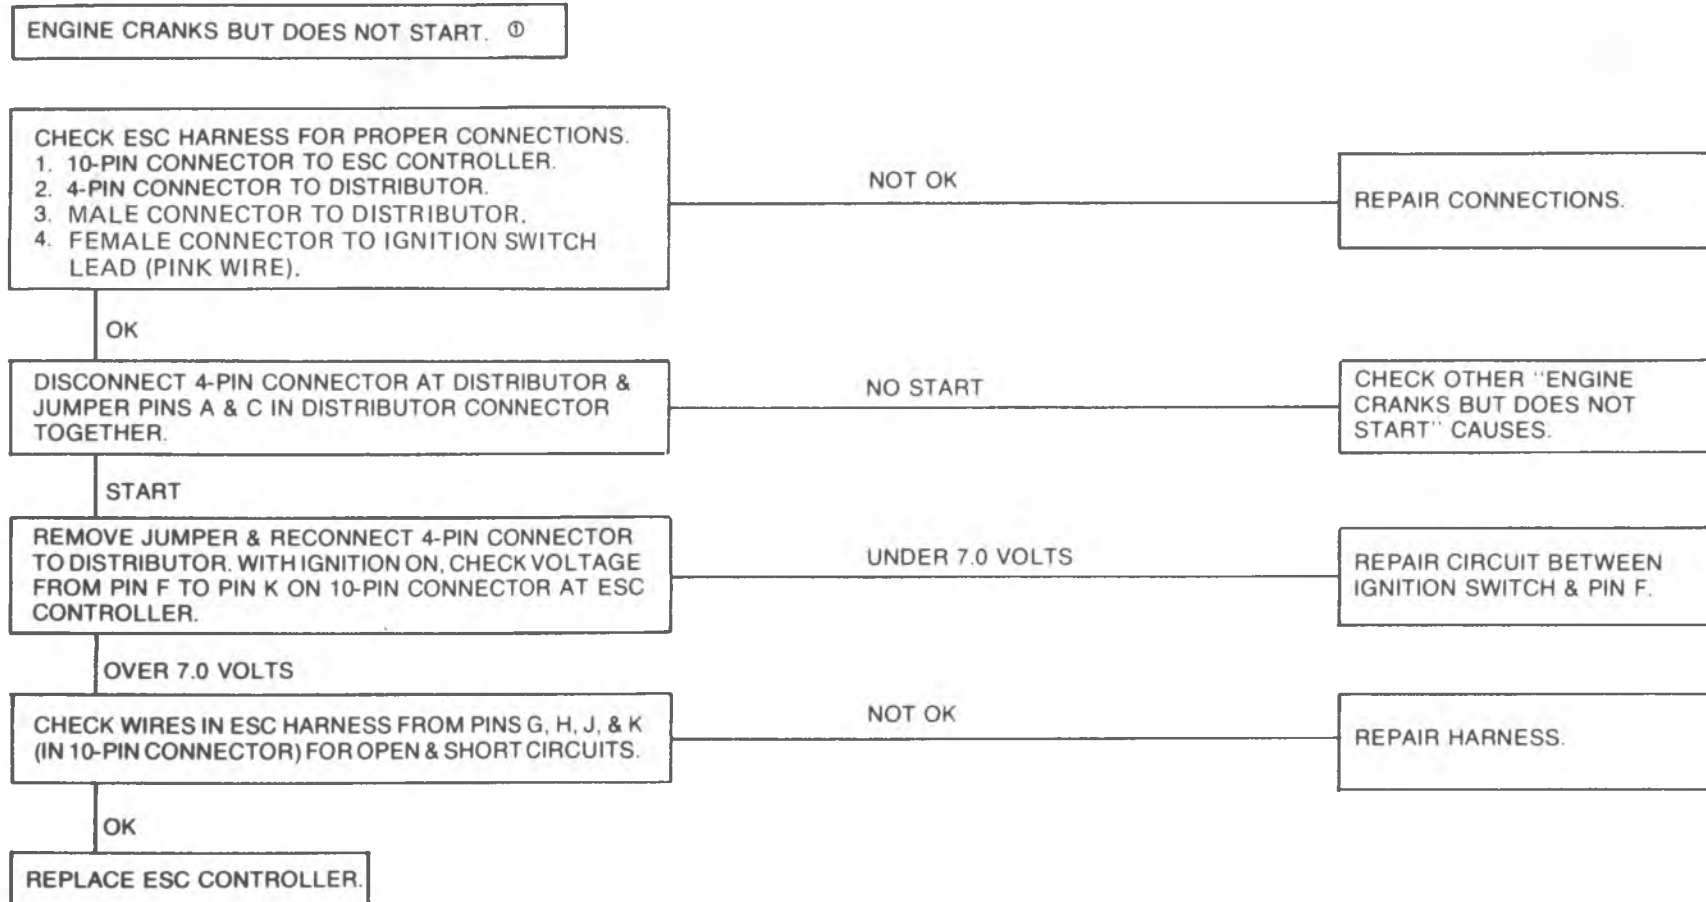 ENGINE CRANKS BUT DOES NOT START. ①
CHECK ESC HARNESS FOR PROPER CONNECTIONS.
1. 10-PIN CONNECTOR TO ESC CONTROLLER.
2. 4-PIN CONNECTOR TO DISTRIBUTOR.
3. MALE CONNECTOR TO DISTRIBUTOR.
4. FEMALE CONNECTOR TO IGNITION SWITCH
LEAD (PINK WIRE).
NOT OK
REPAIR CONNECTIONS.
OK
DISCONNECT 4-PIN CONNECTOR AT DISTRIBUTOR &
JUMPER PINS A & C IN DISTRIBUTOR CONNECTOR
TOGETHER.
NO START
CHECK OTHER "ENGINE
CRANKS BUT DOES NOT
START" CAUSES.
START
REMOVE JUMPER & RECONNECT 4-PIN CONNECTOR
TO DISTRIBUTOR. WITH IGNITION ON, CHECK VOLTAGE
FROM PIN F TO PIN K ON 10-PIN CONNECTOR AT ESC
CONTROLLER.
UNDER 7.0 VOLTS
REPAIR CIRCUIT BETWEEN
IGNITION SWITCH & PIN F.
OVER 7.0 VOLTS
CHECK WIRES IN ESC HARNESS FROM PINS G, H, J, & K
(IN 10-PIN CONNECTOR) FOR OPEN & SHORT CIRCUITS.
NOT OK
REPAIR HARNESS.
OK
REPLACE ESC CONTROLLER.